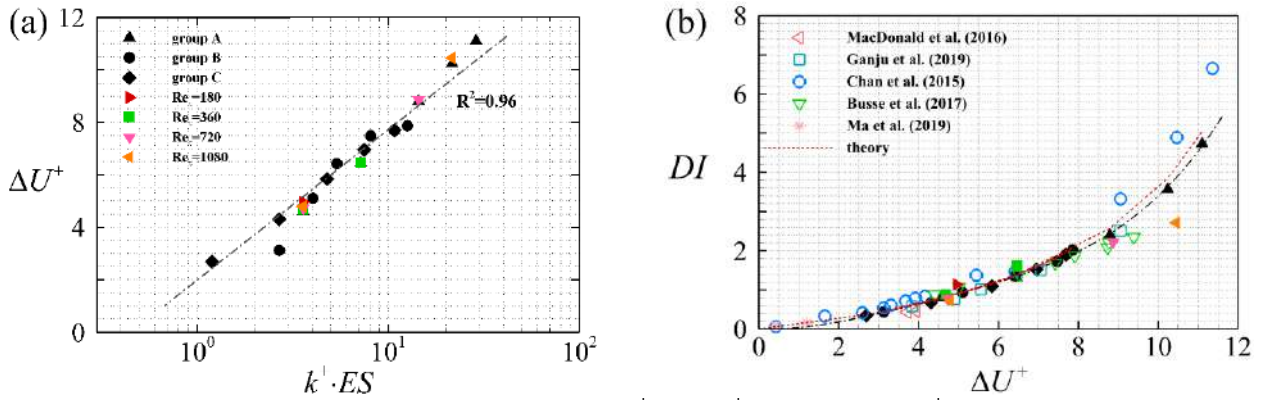 (a)
12
8
4
0
ΔU⁺
group A
group B
group C
Re =180
Re =360
Re =720
Re =1080
R²=0.96
10⁰
10¹
10²
k⁺·ES
(b)
8
6
4
2
0
DI
MacDonald et al. (2016)
Ganju et al. (2019)
Chan et al. (2015)
Busse et al. (2017)
Ma et al. (2019)
theory
0 2 4 6 8 10 12
ΔU⁺